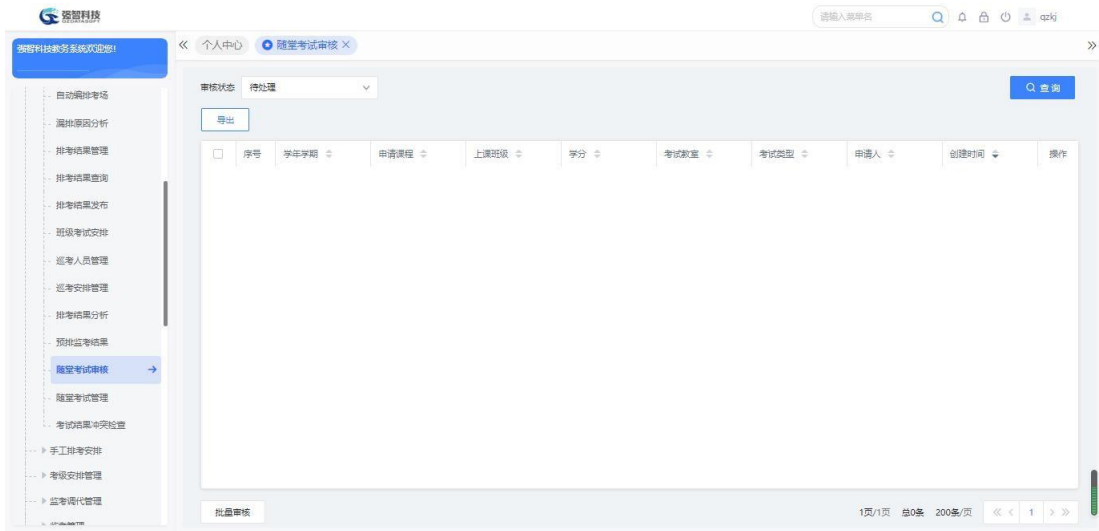 强智科技
请输入菜单名
qzkj
强智科技教务系统欢迎您!
个人中心
随堂考试审核
自动编排考场
漏排原因分析
排考结果管理
排考结果查询
排考结果发布
班级考试安排
巡考人员管理
巡考安排管理
排考结果分析
预排监考结果
随堂考试审核
随堂考试管理
考试结果冲突检查
手工排考安排
考级安排管理
监考调代管理
审核状态 待处理
查询
导出
序号 学年学期 申请课程 上课班级 学分 考试教室 考试类型 申请人 创建时间 操作
批量审核
1页/1页 总0条 200条/页 1